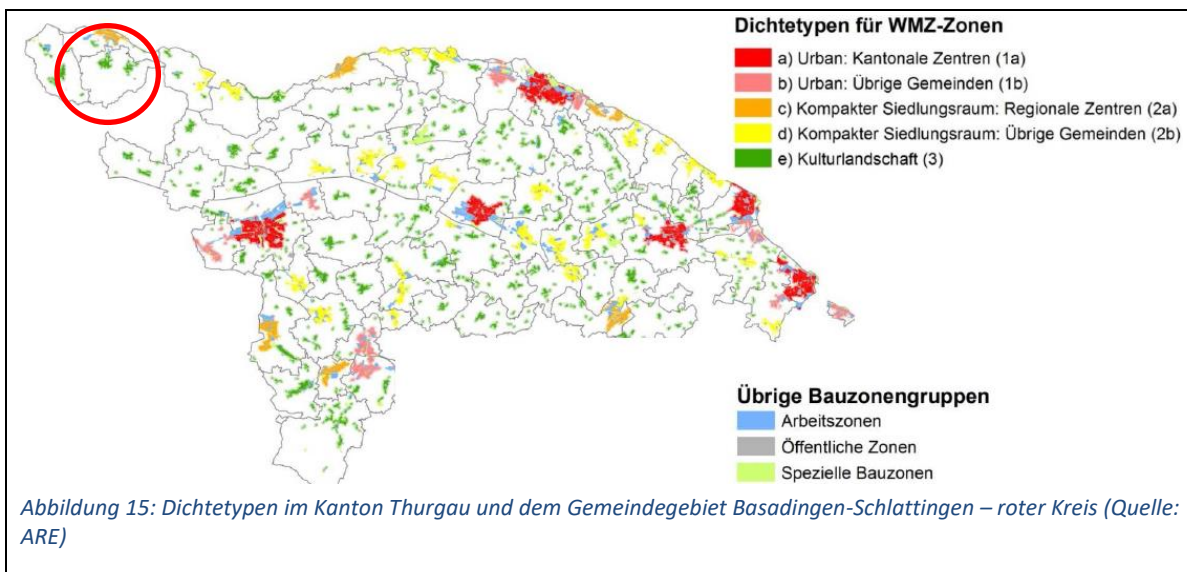 Dichtetypen für WMZ-Zonen
a) Urban: Kantonale Zentren (1a)
b) Urban: Übrige Gemeinden (1b)
c) Kompakter Siedlungsraum: Regionale Zentren (2a)
d) Kompakter Siedlungsraum: Übrige Gemeinden (2b)
e) Kulturlandschaft (3)
Übrige Bauzonengruppen
Arbeitszonen
Öffentliche Zonen
Spezielle Bauzonen
Abbildung 15: Dichtetypen im Kanton Thurgau und dem Gemeindegebiet Basadingen-Schlattingen – roter Kreis (Quelle:
ARE)